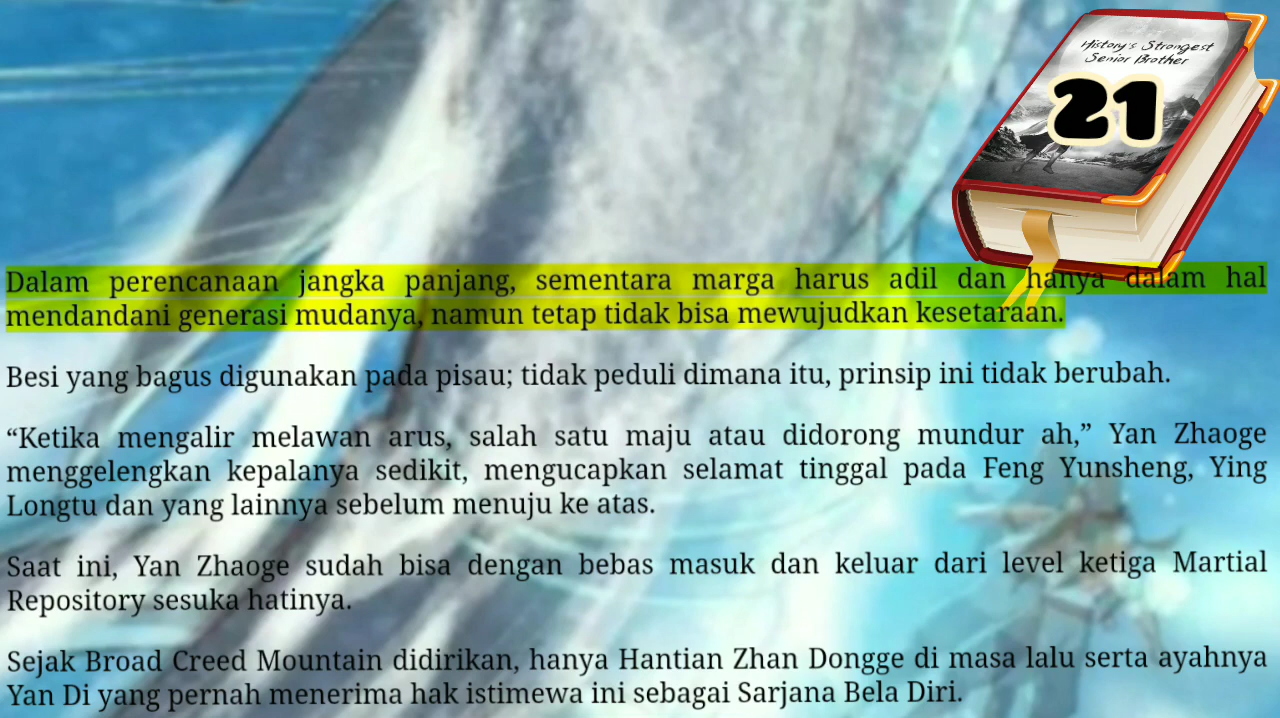 History's Strongest
Senior Brother
21
Dalam perencanaan jangka panjang, sementara marga harus adil dan hanya dalam hal
mendandani generasi mudanya, namun tetap tidak bisa mewujudkan kesetaraan.
Besi yang bagus digunakan pada pisau; tidak peduli dimana itu, prinsip ini tidak berubah.
“Ketika mengalir melawan arus, salah satu maju atau didorong mundur ah,” Yan Zhaoge
menggelengkan kepalanya sedikit, mengucapkan selamat tinggal pada Feng Yunsheng, Ying
Longtu dan yang lainnya sebelum menuju ke atas.
Saat ini, Yan Zhaoge sudah bisa dengan bebas masuk dan keluar dari level ketiga Martial
Repository sesuka hatinya.
Sejak Broad Creed Mountain didirikan, hanya Hantian Zhan Dongge di masa lalu serta ayahnya
Yan Di yang pernah menerima hak istimewa ini sebagai Sarjana Bela Diri.